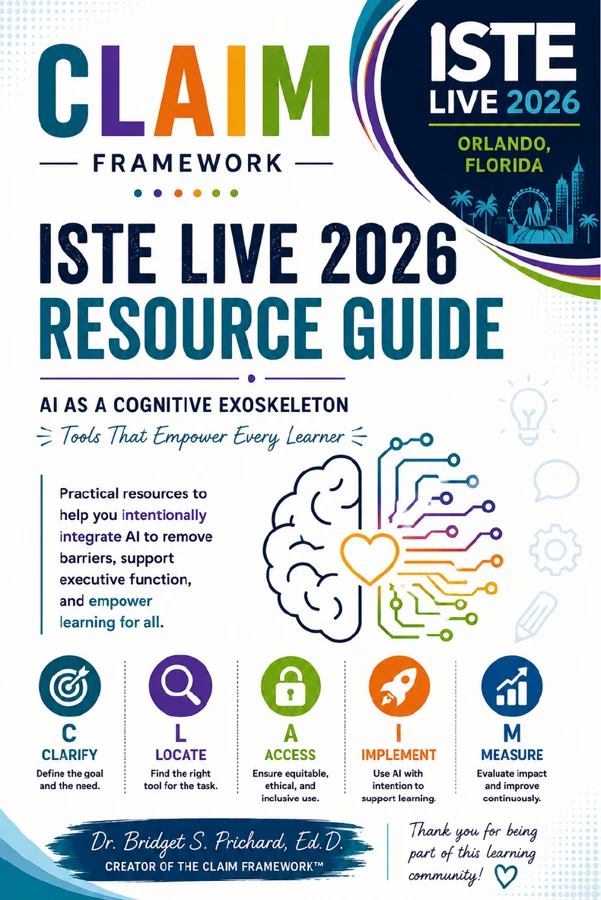 CLAIM
FRAMEWORK
ISTE
LIVE 2026
ORLANDO,
FLORIDA
ISTE LIVE 2026
RESOURCE GUIDE
AI AS A COGNITIVE EXOSKELETON
Tools That Empower Every Learner
Practical resources to
help you intentionally
integrate AI to remove
barriers, support
executive function,
and empower
learning for all.
C
CLARIFY
Define the goal
and the need.
L
LOCATE
Find the right
tool for the task.
A
ACCESS
Ensure equitable,
ethical, and
inclusive use.
I
IMPLEMENT
Use AI with
intention to
support learning.
M
MEASURE
Evaluate impact
and improve
continuously.
Dr. Bridget S. Prichard, Ed.D.
CREATOR OF THE CLAIM FRAMEWORK™
Thank you for being
part of this learning
community!